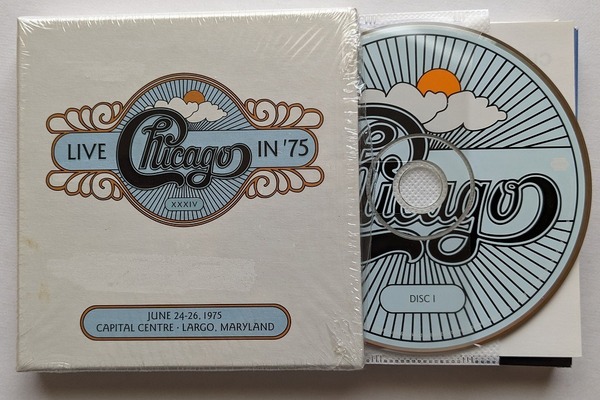 LIVE Chicago IN '75
XXXIV
JUNE 24-26, 1975
CAPITAL CENTRE · LARGO, MARYLAND
Chicago
DISC 1